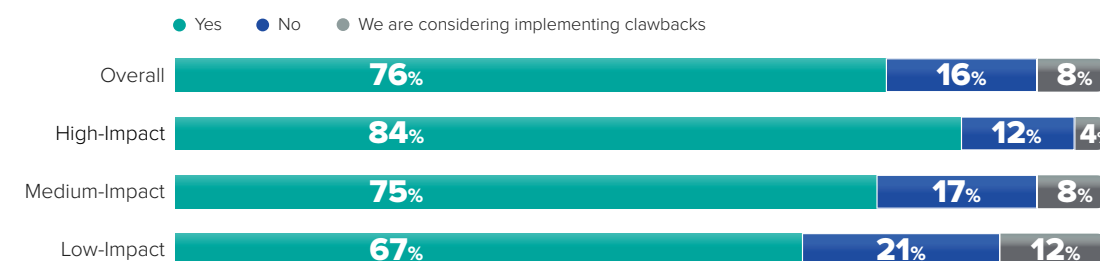 Yes No We are considering implementing clawbacks
Overall 76% 16% 8%
High-Impact 84% 12% 4%
Medium-Impact 75% 17% 8%
Low-Impact 67% 21% 12%